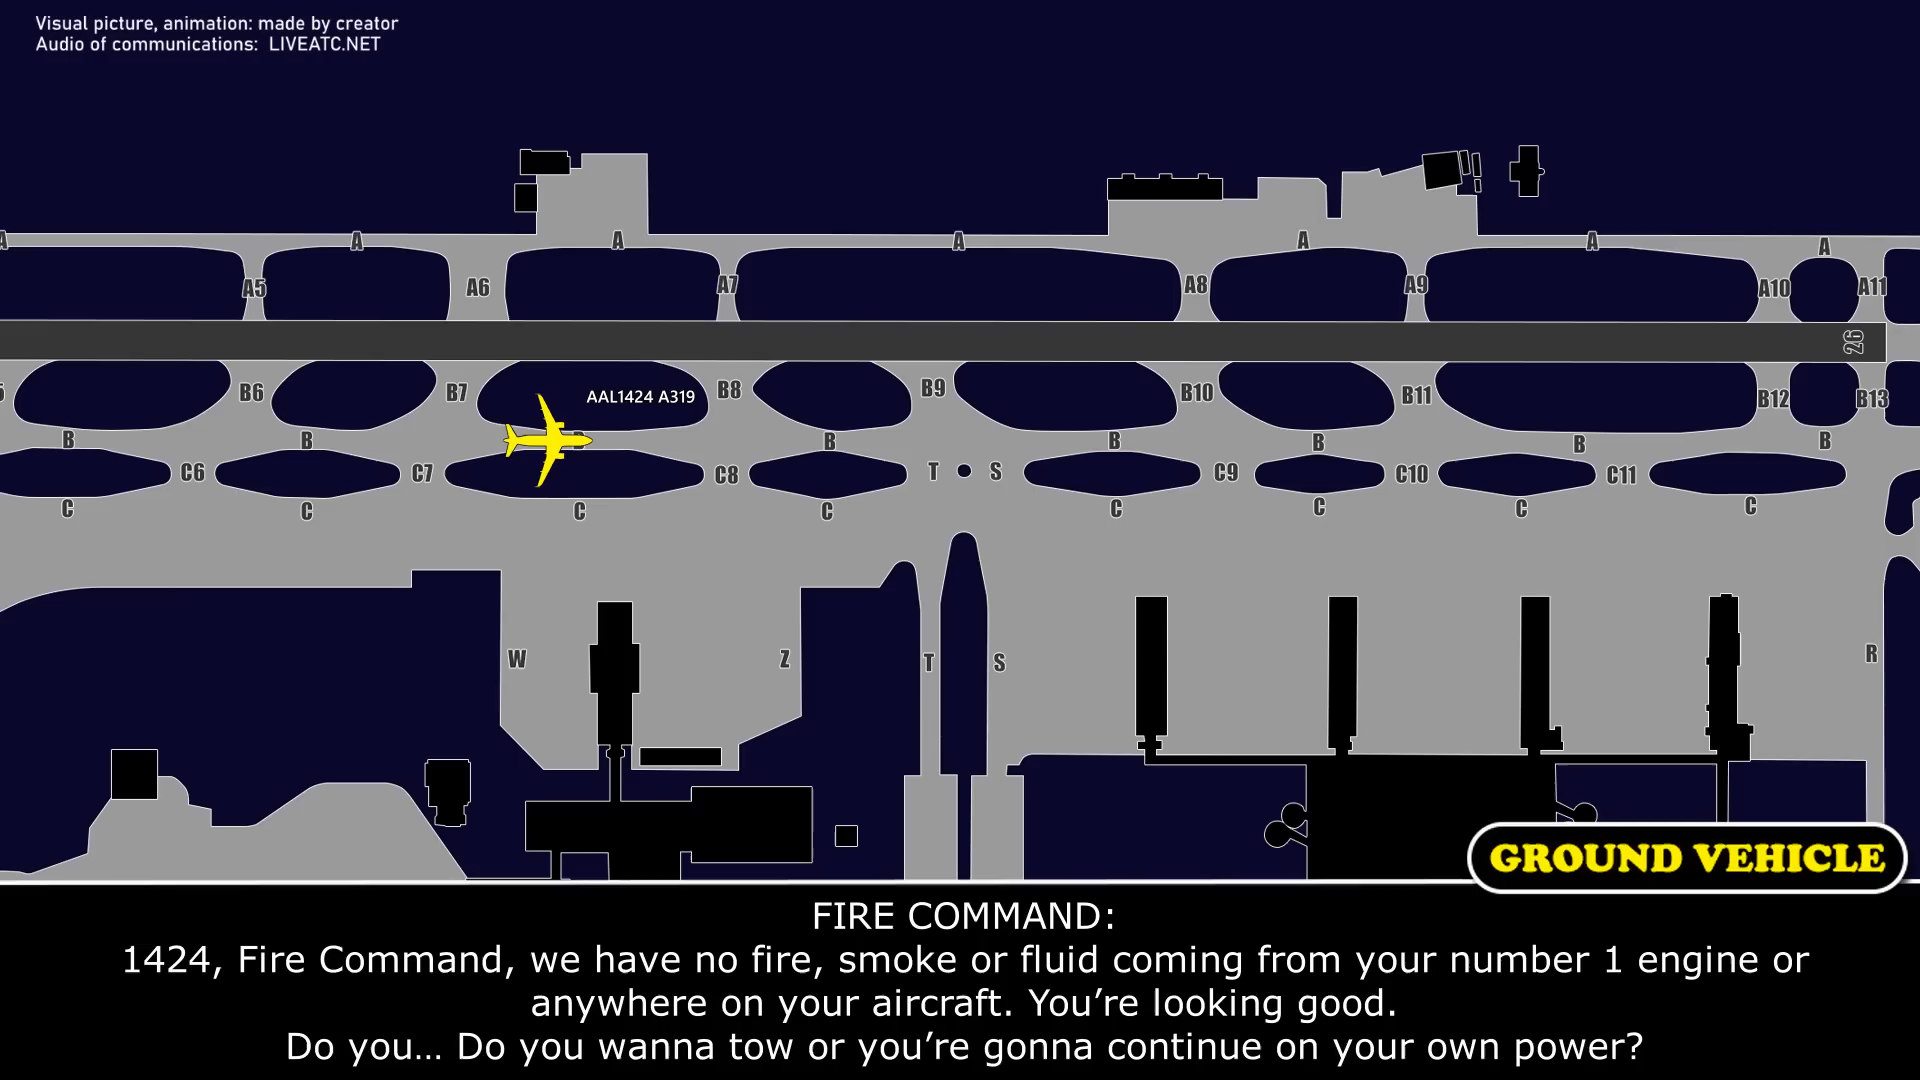 Visual picture, animation: made by creator
Audio of communications: LIVEATC.NET
A A A A A A A
A5 A6 A7 A8 A9 A10 A11
26
B6 B7 AAL1424 A319 B8 B9 B10 B11 B12 B13
B B B B B B B
C6 C7 C8 T S C9 C10 C11
C C C C C C C C
W Z T S R
GROUND VEHICLE
FIRE COMMAND:
1424, Fire Command, we have no fire, smoke or fluid coming from your number 1 engine or
anywhere on your aircraft. You’re looking good.
Do you... Do you wanna tow or you’re gonna continue on your own power?